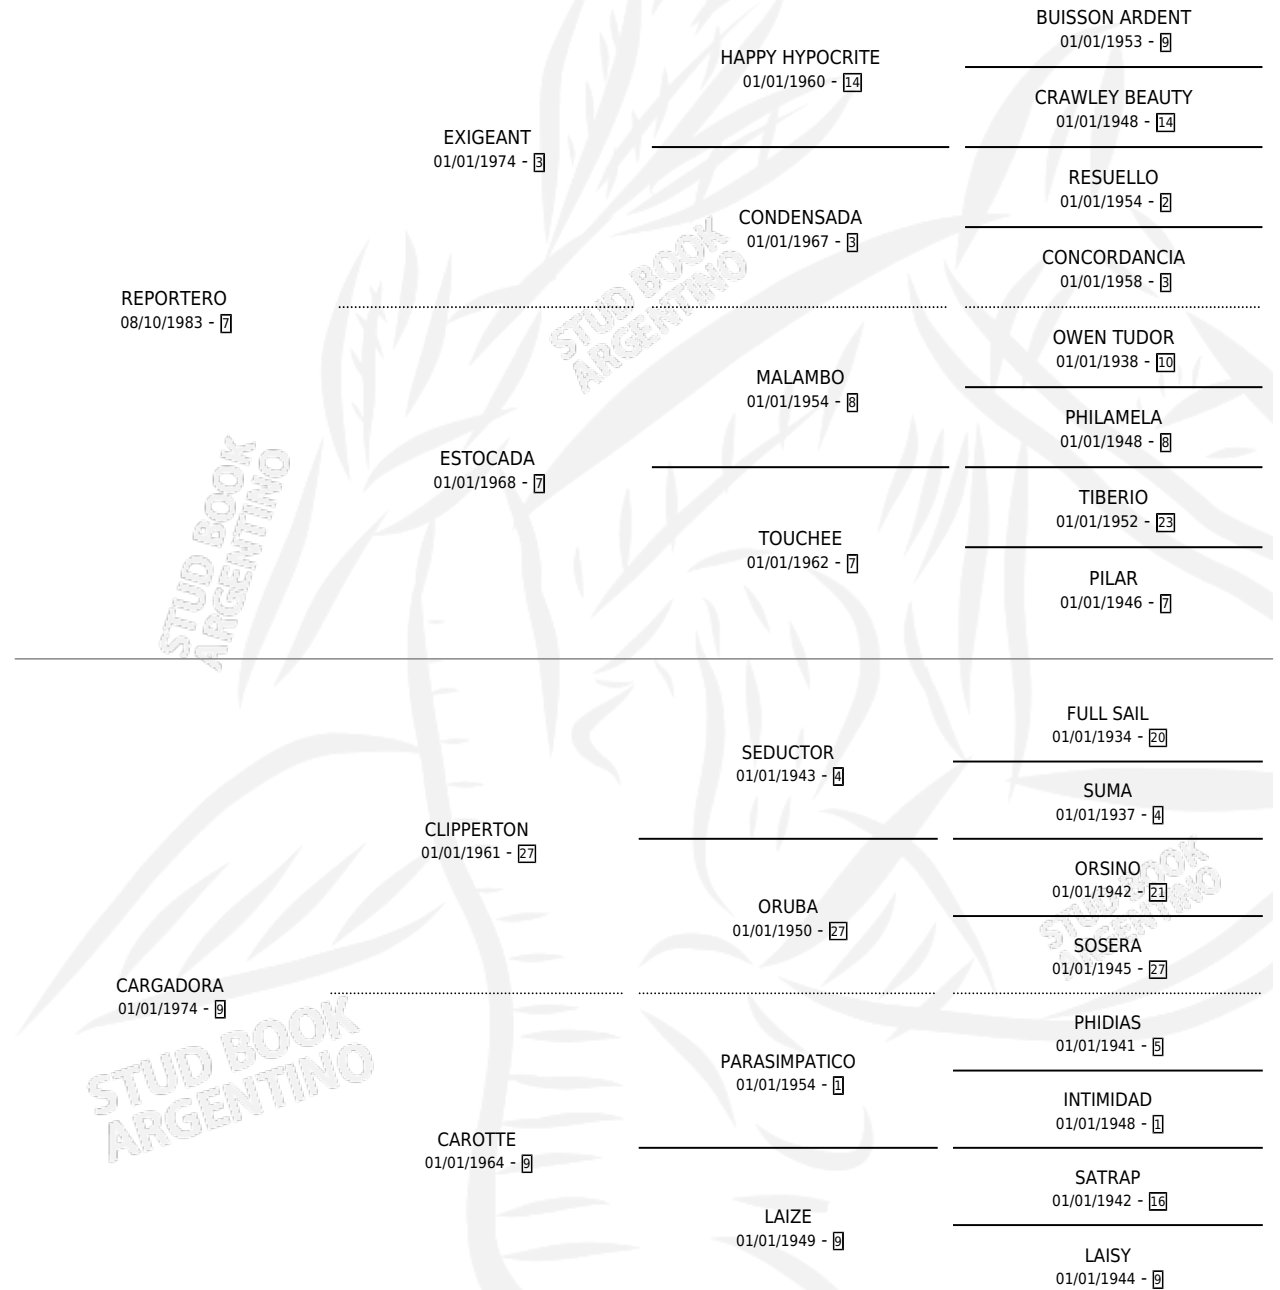 BUISSON ARDENT
01/01/1953 - 9
HAPPY HYPOCRITE
01/01/1960 - 14
CRAWLEY BEAUTY
01/01/1948 - 14
EXIGEANT
01/01/1974 - 3
RESUELLO
01/01/1954 - 2
CONDENSADA
01/01/1967 - 3
CONCORDANCIA
01/01/1958 - 3
REPORTERO
08/10/1983 - 7
OWEN TUDOR
01/01/1938 - 10
MALAMBO
01/01/1954 - 8
PHILAMELA
01/01/1948 - 8
ESTOCADA
01/01/1968 - 7
TIBERIO
01/01/1952 - 23
TOUCHEE
01/01/1962 - 7
PILAR
01/01/1946 - 7
FULL SAIL
01/01/1934 - 20
SEDUCTOR
01/01/1943 - 4
SUMA
01/01/1937 - 4
CLIPPERTON
01/01/1961 - 27
ORSINO
01/01/1942 - 21
ORUBA
01/01/1950 - 27
SOSERA
01/01/1945 - 27
CARGADORA
01/01/1974 - 9
PHIDIAS
01/01/1941 - 5
PARASIMPATICO
01/01/1954 - 1
INTIMIDAD
01/01/1948 - 1
CAROTTE
01/01/1964 - 9
SATRAP
01/01/1942 - 16
LAIZE
01/01/1949 - 9
LAISY
01/01/1944 - 9
STUD BOOK
ARGENTINO
STUD BOOK
ARGENTINO
STUD BOOK
ARGENTINO
STUD BOOK
ARGENTINO